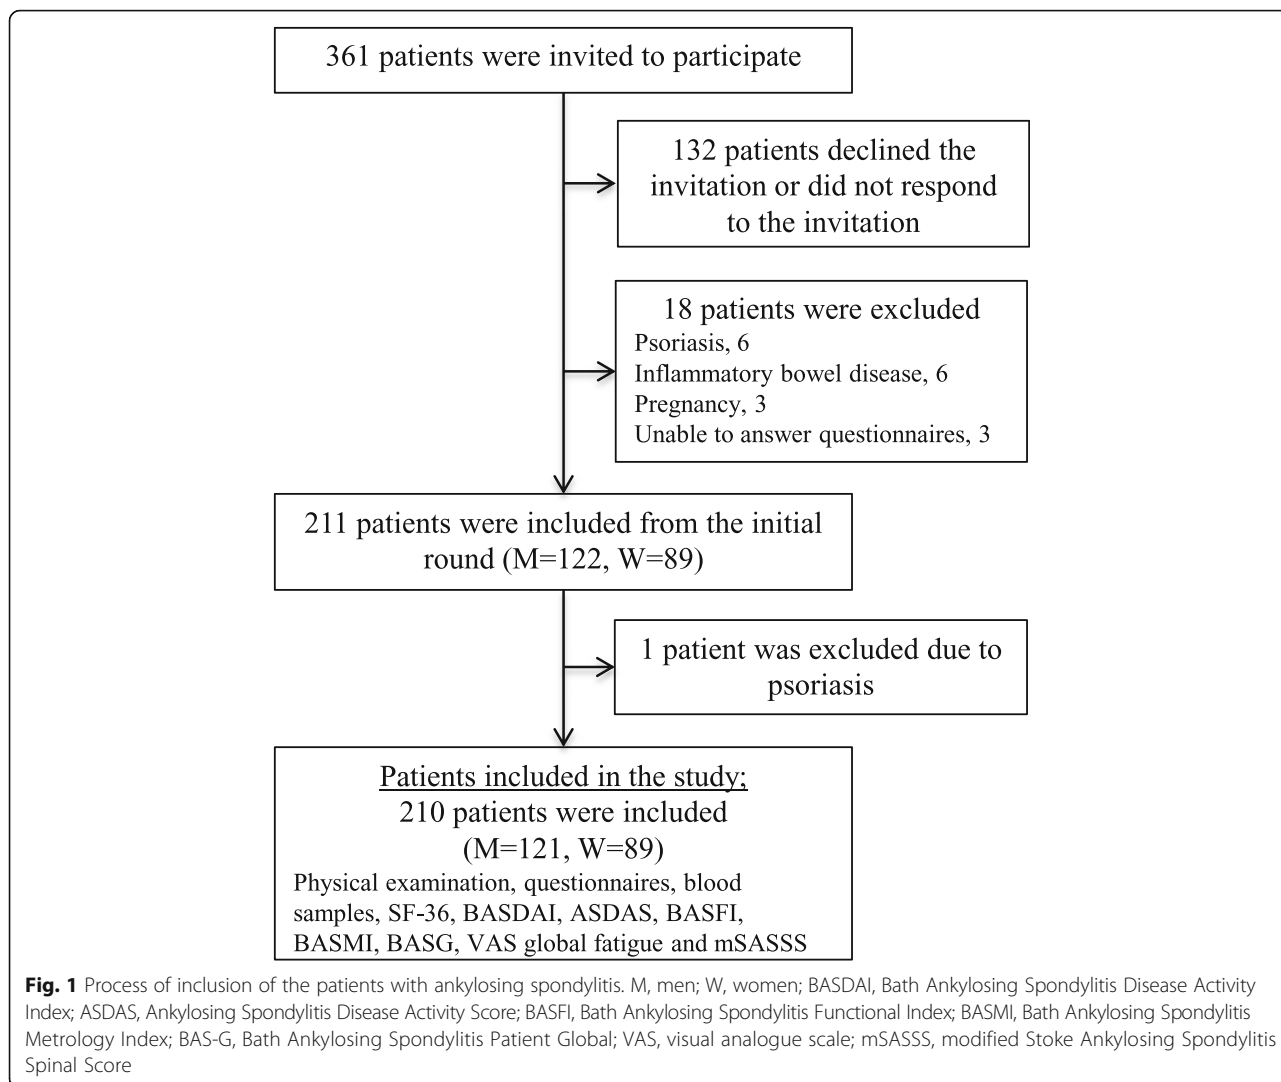 361 patients were invited to participate
132 patients declined the
invitation or did not respond
to the invitation
18 patients were excluded
Psoriasis, 6
Inflammatory bowel disease, 6
Pregnancy, 3
Unable to answer questionnaires, 3
211 patients were included from the initial
round (M=122, W=89)
1 patient was excluded due to
psoriasis
Patients included in the study;
210 patients were included
(M=121, W=89)
Physical examination, questionnaires, blood
samples, SF-36, BASDAI, ASDAS, BASFI,
BASMI, BASG, VAS global fatigue and mSASSS
Fig. 1 Process of inclusion of the patients with ankylosing spondylitis. M, men; W, women; BASDAI, Bath Ankylosing Spondylitis Disease Activity
Index; ASDAS, Ankylosing Spondylitis Disease Activity Score; BASFI, Bath Ankylosing Spondylitis Functional Index; BASMI, Bath Ankylosing Spondylitis
Metrology Index; BAS-G, Bath Ankylosing Spondylitis Patient Global; VAS, visual analogue scale; mSASSS, modified Stoke Ankylosing Spondylitis
Spinal Score